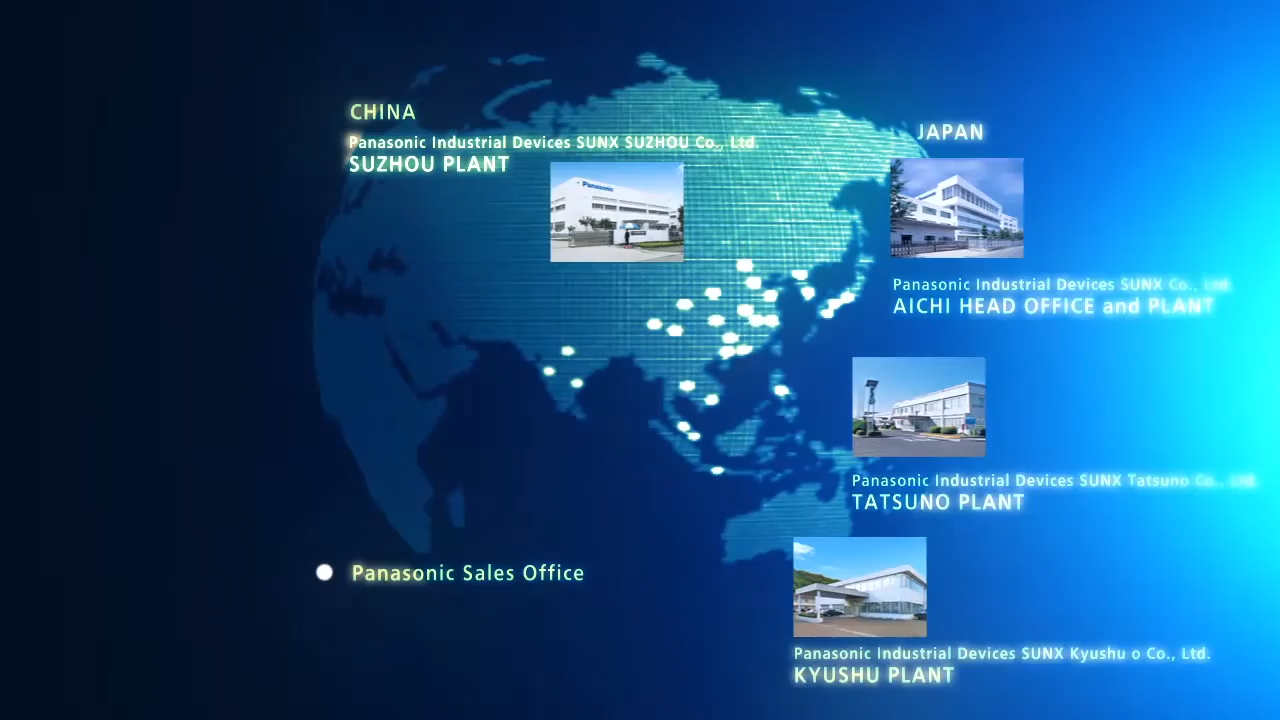 CHINA
Panasonic Industrial Devices SUNX SUZHOU Co., Ltd.
SUZHOU PLANT
Panasonic
JAPAN
Panasonic Industrial Devices SUNX Co., Ltd.
AICHI HEAD OFFICE and PLANT
Panasonic Industrial Devices SUNX Tatsuno Co., Ltd.
TATSUNO PLANT
Panasonic Sales Office
Panasonic Industrial Devices SUNX Kyushu o Co., Ltd.
KYUSHU PLANT